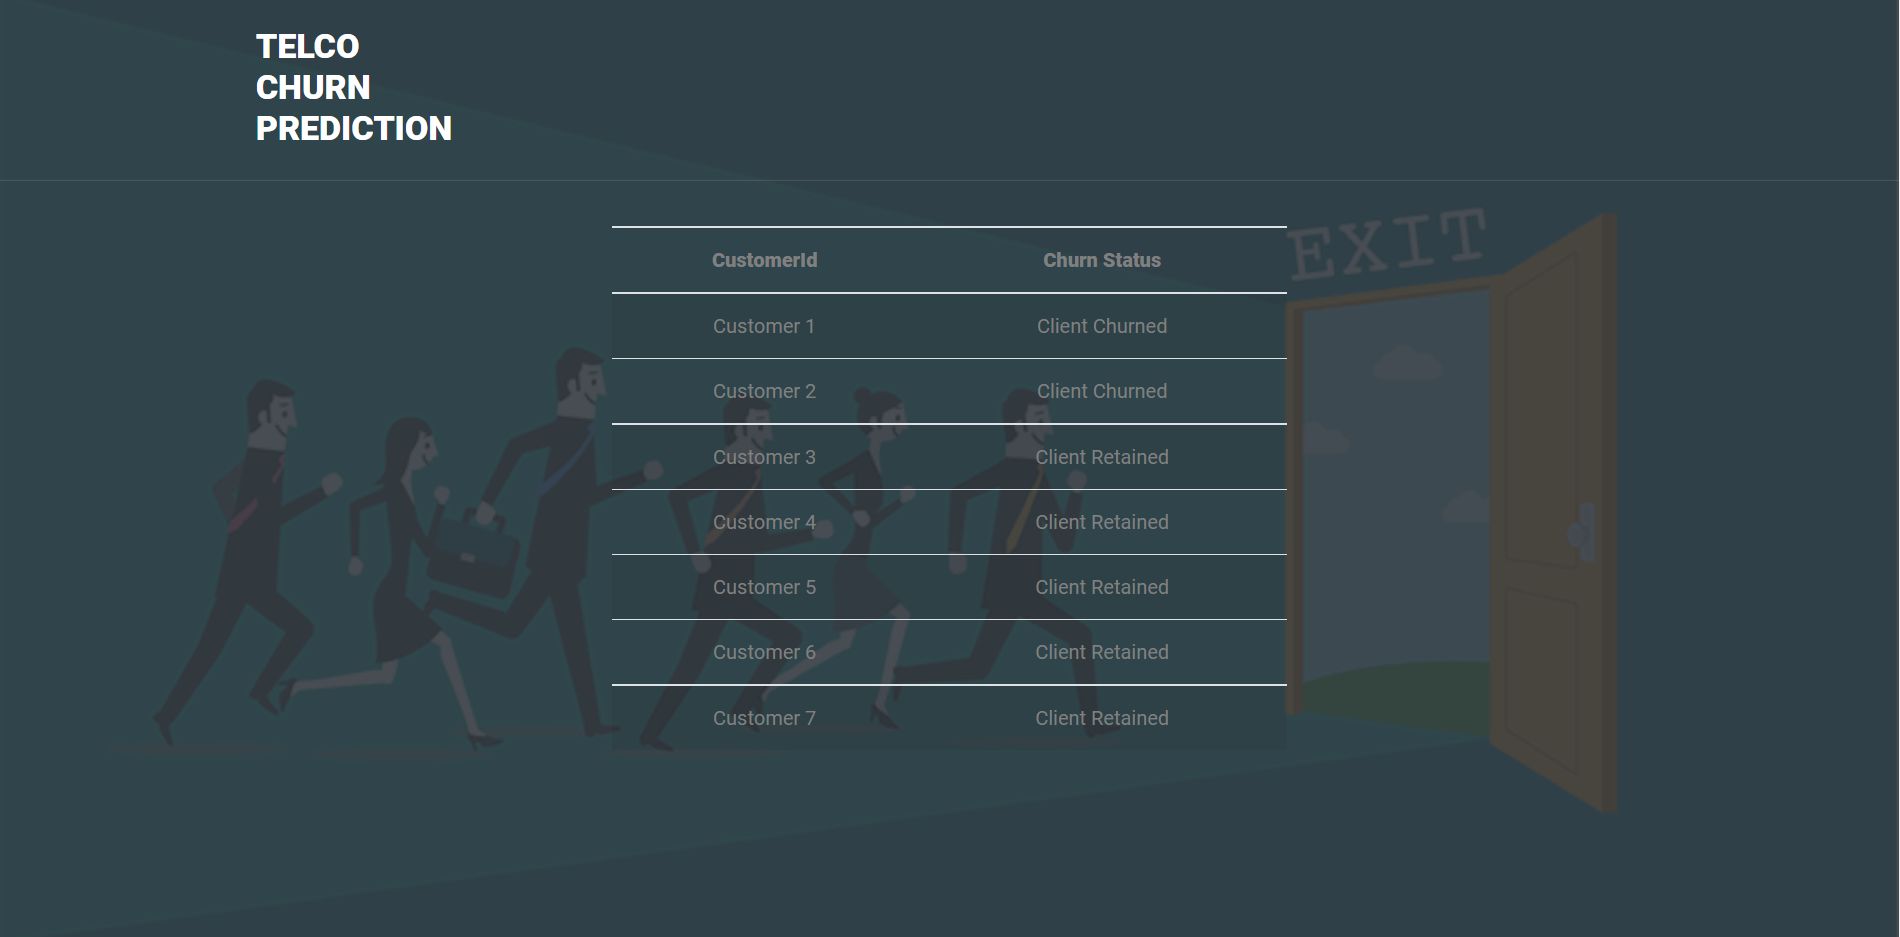 TELCO
CHURN
PREDICTION
EXIT
CustomerId Churn Status
Customer 1 Client Churned
Customer 2 Client Churned
Customer 3 Client Retained
Customer 4 Client Retained
Customer 5 Client Retained
Customer 6 Client Retained
Customer 7 Client Retained